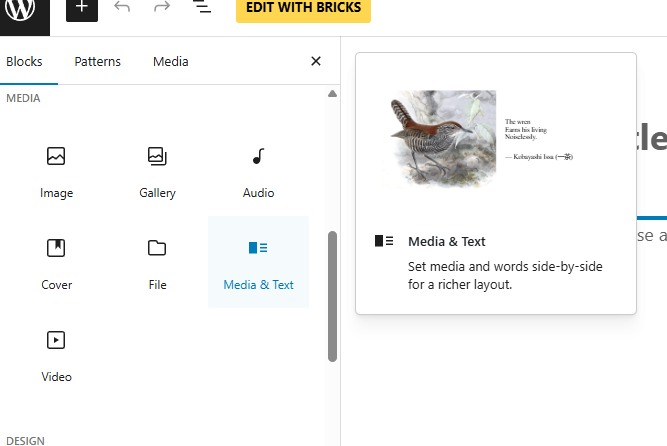 EDIT WITH BRICKS
Blocks
Patterns
Media
MEDIA
Image
Gallery
Audio
Cover
File
Media & Text
Video
DESIGN
The wren
Earns his living
Noiselessly.
— Kobayashi Issa (一茶)
Media & Text
Set media and words side-by-side
for a richer layout.
tle
se a